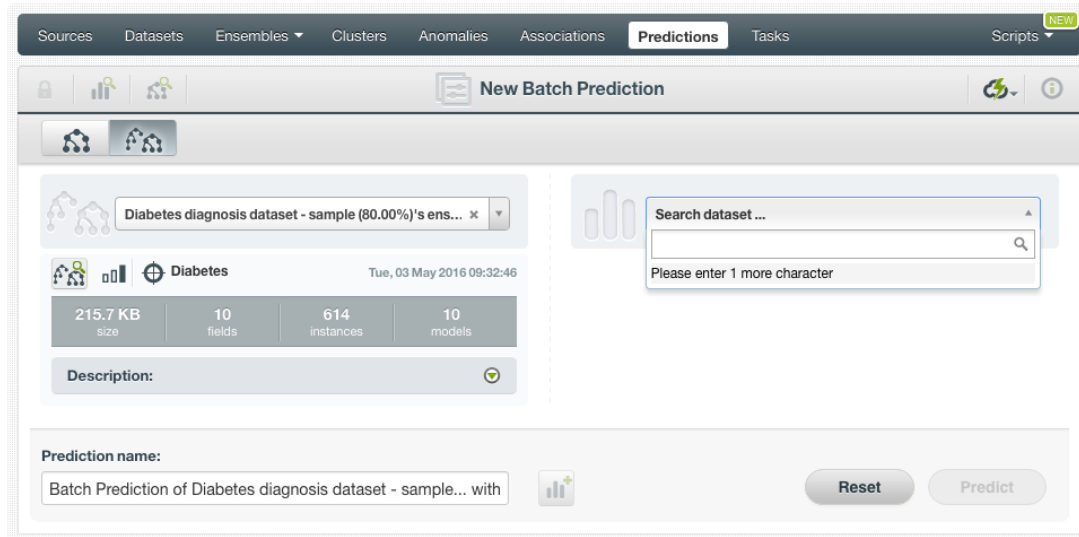 NEW
Sources Datasets Ensembles Clusters Anomalies Associations Predictions Tasks Scripts
New Batch Prediction
Diabetes diagnosis dataset - sample (80.00%)'s ens... ×
Search dataset ...
Please enter 1 more character
Diabetes Tue, 03 May 2016 09:32:46
215.7 KB 10 614 10
size fields instances models
Description:
Prediction name:
Batch Prediction of Diabetes diagnosis dataset - sample... with
Reset Predict